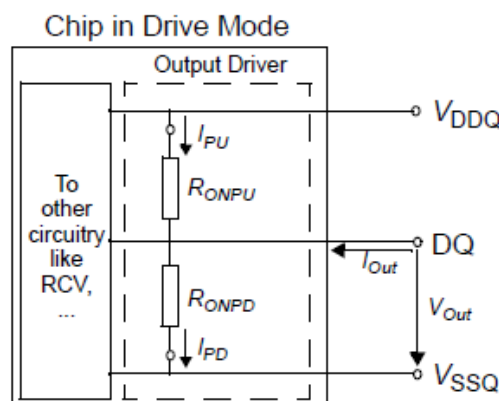 Chip in Drive Mode
Output Driver
To
other
circuitry
like
RCV,
...
I_PU
R_ONPU
R_ONPD
I_PD
V_DDQ
DQ
I_Out
V_Out
V_SSQ